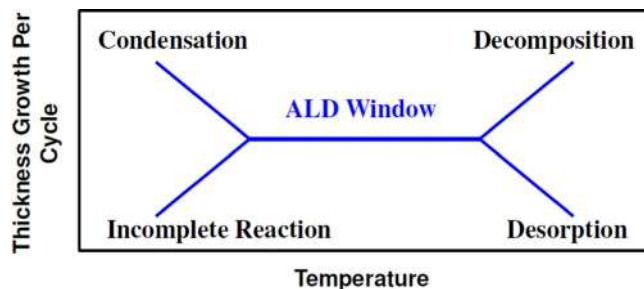 Thickness Growth Per
Cycle
Condensation
Decomposition
ALD Window
Incomplete Reaction
Desorption
Temperature